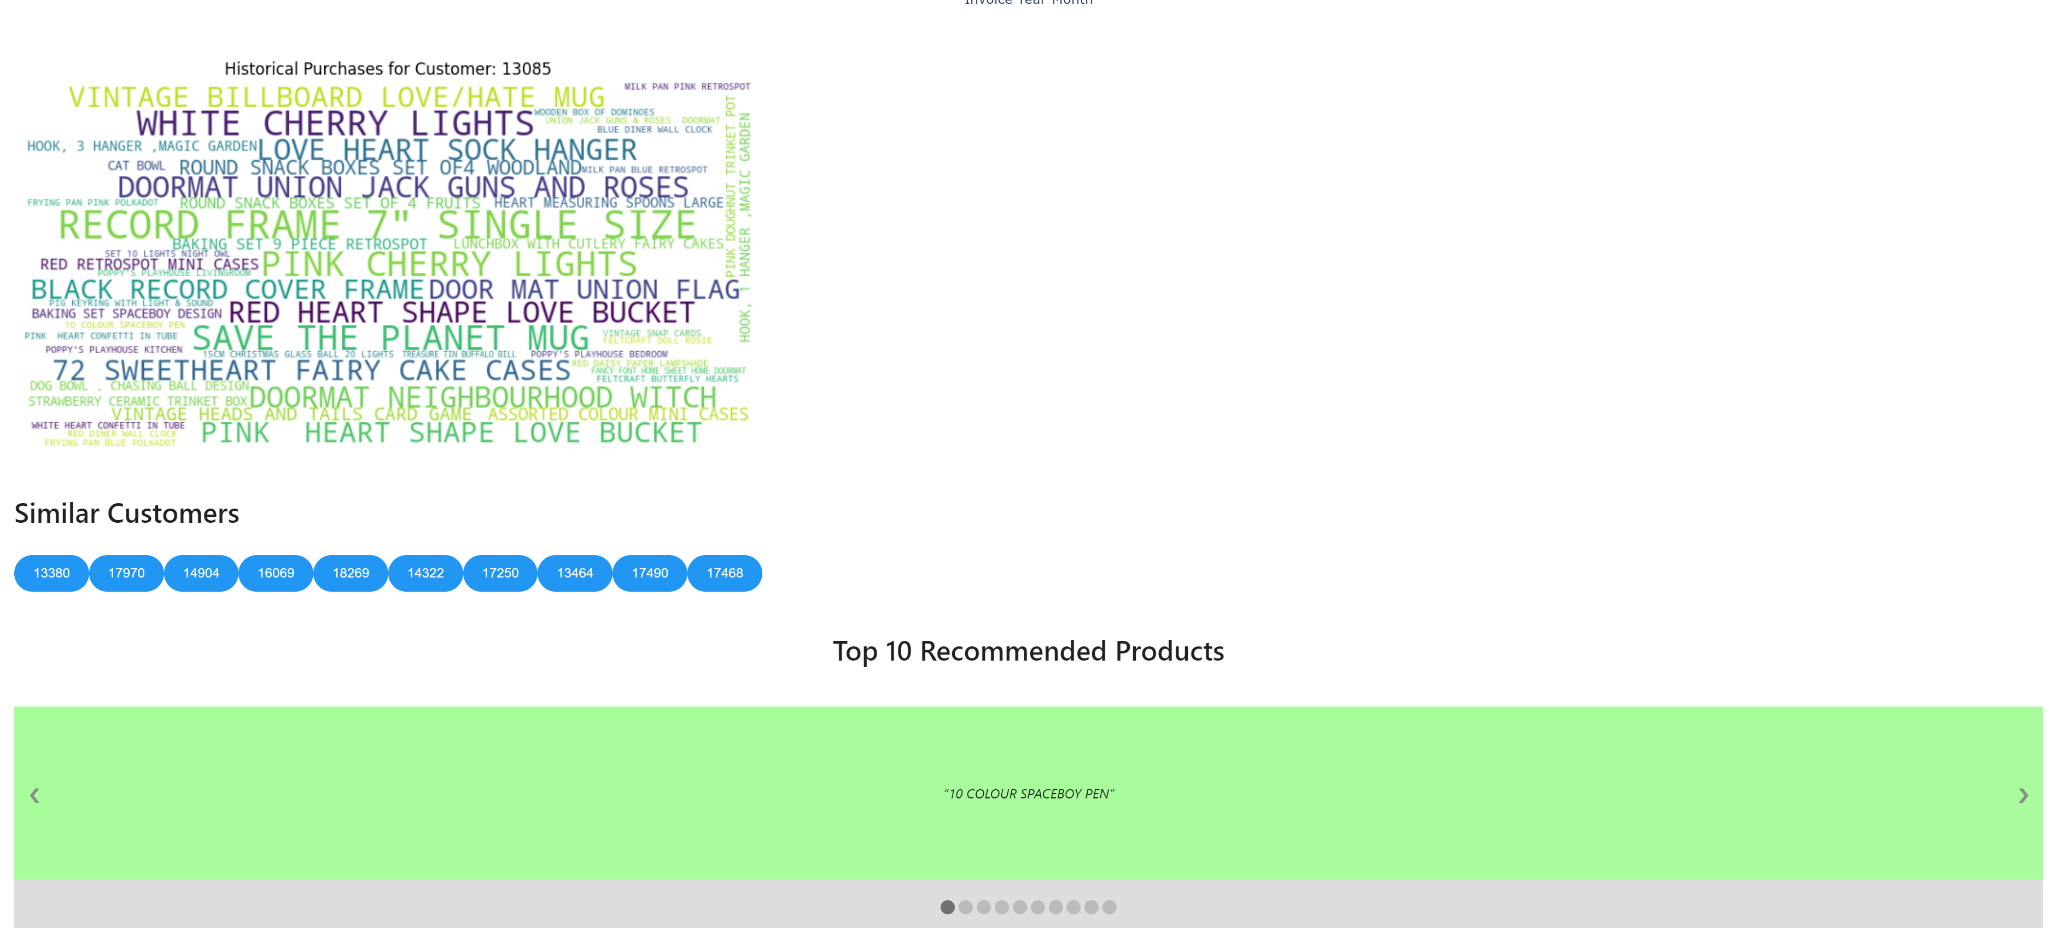 Invoice Year-Month
Historical Purchases for Customer: 13085
VINTAGE BILLBOARD LOVE/HATE MUG
MILK PAN PINK RETROSPOT
WHITE CHERRY LIGHTS
WOODEN BOX OF DOMINOES
UNION JACK GUNS & ROSES  DOORMAT
BLUE DINER WALL CLOCK
HOOK, 3 HANGER ,MAGIC GARDEN
LOVE HEART SOCK HANGER
CAT BOWL
ROUND SNACK BOXES SET OF4 WOODLAND
MILK PAN BLUE RETROSPOT
DOORMAT UNION JACK GUNS AND ROSES
FRYING PAN PINK POLKADOT
ROUND SNACK BOXES SET OF 4 FRUITS
HEART MEASURING SPOONS LARGE
PINK DOUGHNUT TRINKET POT
HOOK, 1 HANGER ,MAGIC GARDEN
RECORD FRAME 7" SINGLE SIZE
BAKING SET 9 PIECE RETROSPOT
LUNCHBOX WITH CUTLERY FAIRY CAKES
SET 10 LIGHTS NIGHT OWL
RED RETROSPOT MINI CASES
PINK CHERRY LIGHTS
POPPY'S PLAYHOUSE LIVINGROOM
BLACK RECORD COVER FRAME
DOOR MAT UNION FLAG
PIG KEYRING WITH LIGHT & SOUND
BAKING SET SPACEBOY DESIGN
RED HEART SHAPE LOVE BUCKET
10 COLOUR SPACEBOY PEN
PINK  HEART CONFETTI IN TUBE
SAVE THE PLANET MUG
VINTAGE SNAP CARDS
FELTCRAFT DOLL ROSIE
POPPY'S PLAYHOUSE KITCHEN
15CM CHRISTMAS GLASS BALL 20 LIGHTS
TREASURE TIN BUFFALO BILL
POPPY'S PLAYHOUSE BEDROOM
72 SWEETHEART FAIRY CAKE CASES
RED DAISY PAPER LAMPSHADE
FANCY FONT HOME SWEET HOME DOORMAT
FELTCRAFT BUTTERFLY HEARTS
DOG BOWL , CHASING BALL DESIGN
STRAWBERRY CERAMIC TRINKET BOX
DOORMAT NEIGHBOURHOOD WITCH
VINTAGE HEADS AND TAILS CARD GAME
ASSORTED COLOUR MINI CASES
WHITE HEART CONFETTI IN TUBE
RED DINER WALL CLOCK
FRYING PAN BLUE POLKADOT
PINK  HEART SHAPE LOVE BUCKET
Similar Customers
13380 17970 14904 16069 18269 14322 17250 13464 17490 17468
Top 10 Recommended Products
❮ “10 COLOUR SPACEBOY PEN” ❯